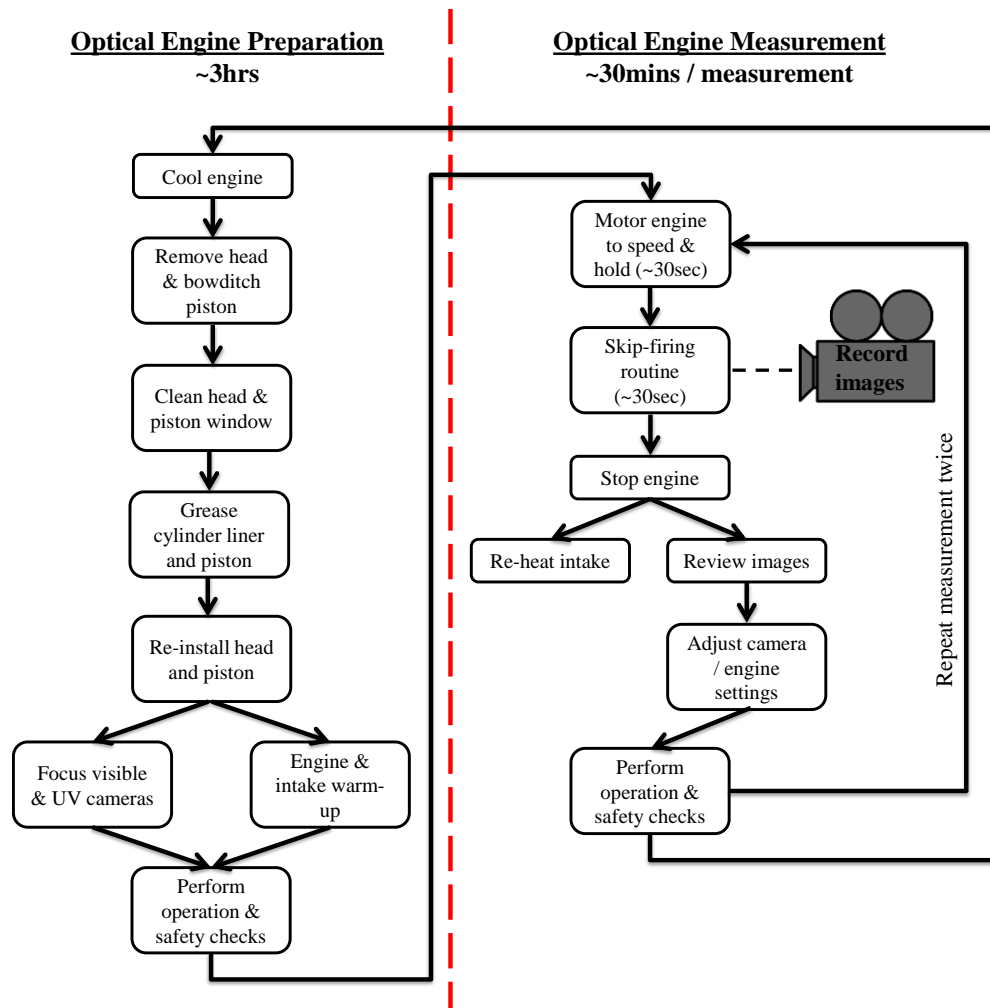 Optical Engine Preparation
~3hrs
Cool engine
Remove head
& bowditch
piston
Clean head &
piston window
Grease
cylinder liner
and piston
Re-install head
and piston
Focus visible
& UV cameras
Engine &
intake warm-
up
Perform
operation &
safety checks
Optical Engine Measurement
~30mins / measurement
Motor engine
to speed &
hold (~30sec)
Skip-firing
routine
(~30sec)
Record
images
Stop engine
Re-heat intake
Review images
Adjust camera
/ engine
settings
Perform
operation &
safety checks
Repeat measurement twice